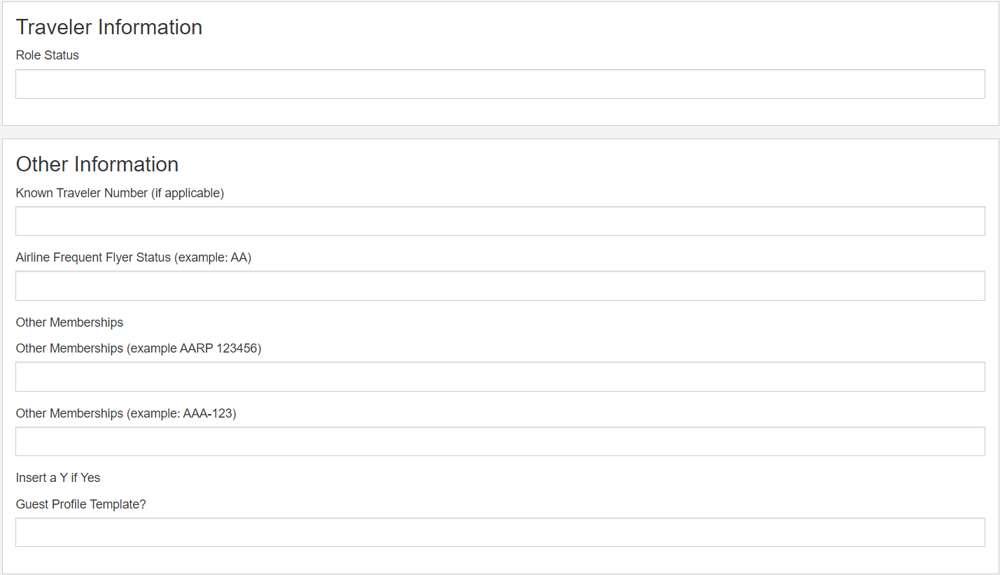 Traveler Information
Role Status
Other Information
Known Traveler Number (if applicable)
Airline Frequent Flyer Status (example: AA)
Other Memberships
Other Memberships (example AARP 123456)
Other Memberships (example: AAA-123)
Insert a Y if Yes
Guest Profile Template?